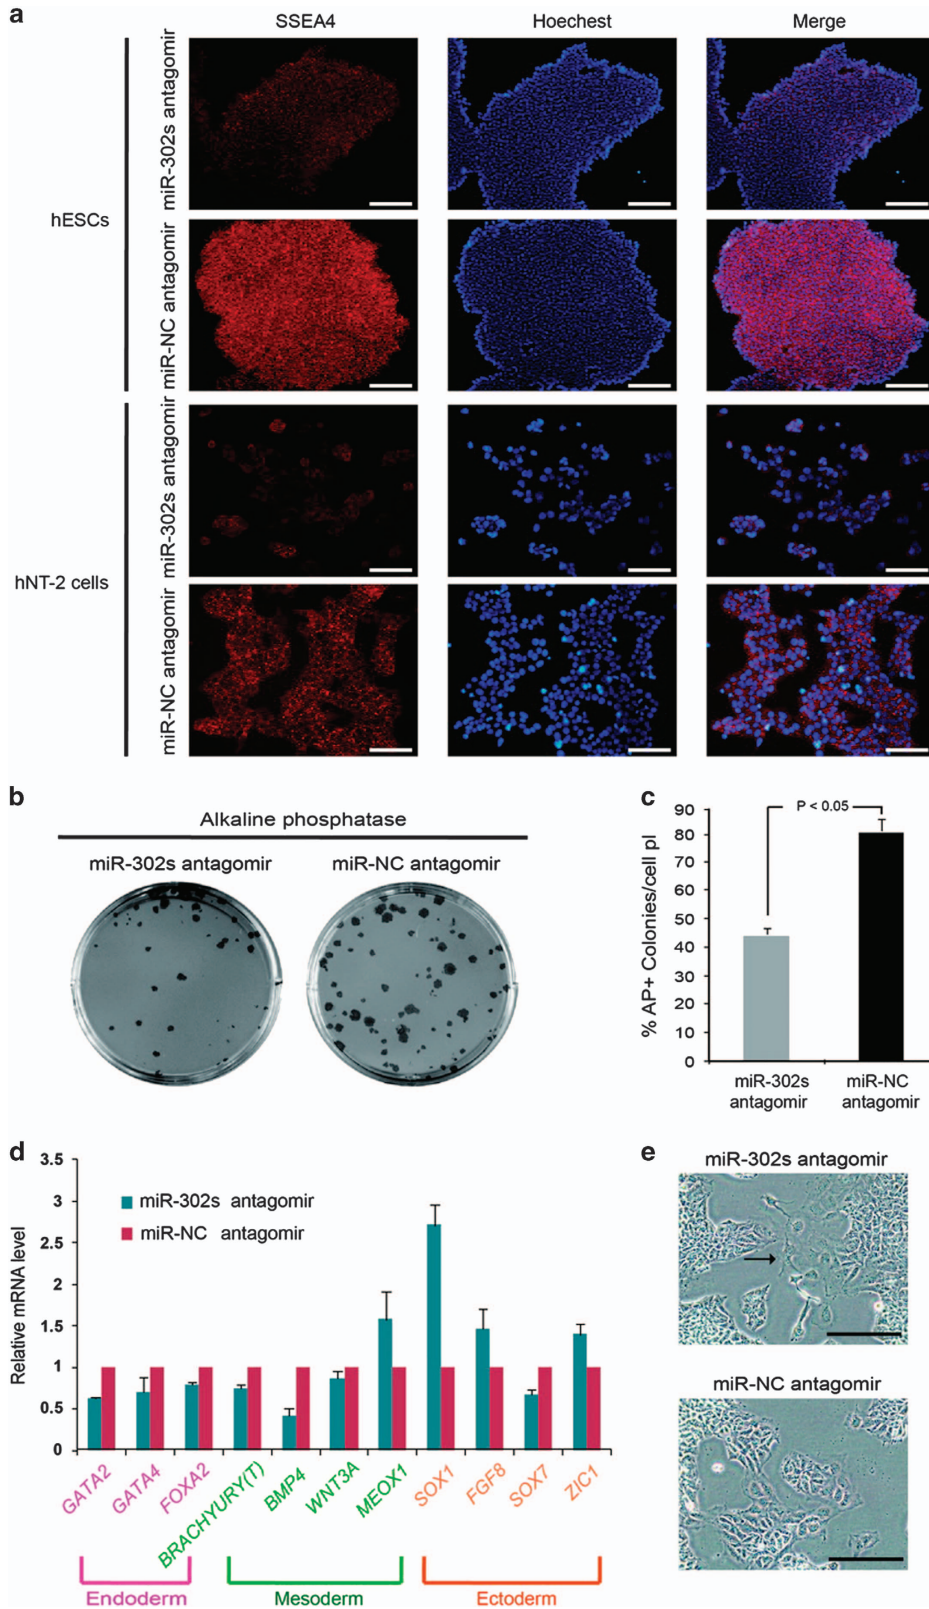 a
SSEA4
Hoechest
Merge
hESCs
miR-302s antagomir
miR-NC antagomir
hNT-2 cells
miR-302s antagomir
miR-NC antagomir
b
Alkaline phosphatase
miR-302s antagomir
miR-NC antagomir
c
% AP+ Colonies/cell pl
90
80
70
60
50
40
30
20
10
0
P < 0.05
miR-302s
antagomir
miR-NC
antagomir
d
Relative mRNA level
3.5
3
2.5
2
1.5
1
0.5
0
miR-302s antagomir
miR-NC antagomir
GATA2
GATA4
FOXA2
BRACHYURY(T)
BMP4
WNT3A
MEOX1
SOX1
FGF8
SOX7
ZIC1
Endoderm
Mesoderm
Ectoderm
e
miR-302s antagomir
miR-NC antagomir